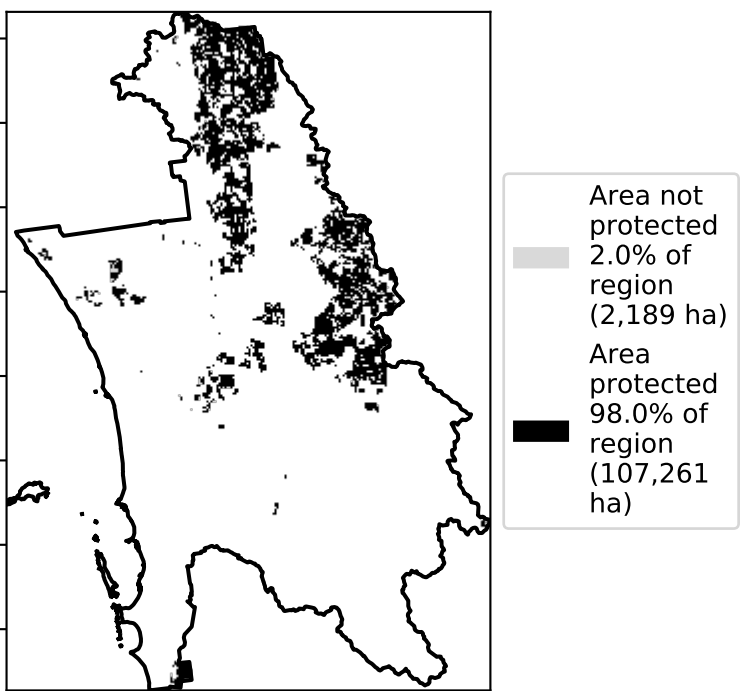 Area not
protected
2.0% of
region
(2,189 ha)
Area
protected
98.0% of
region
(107,261
ha)